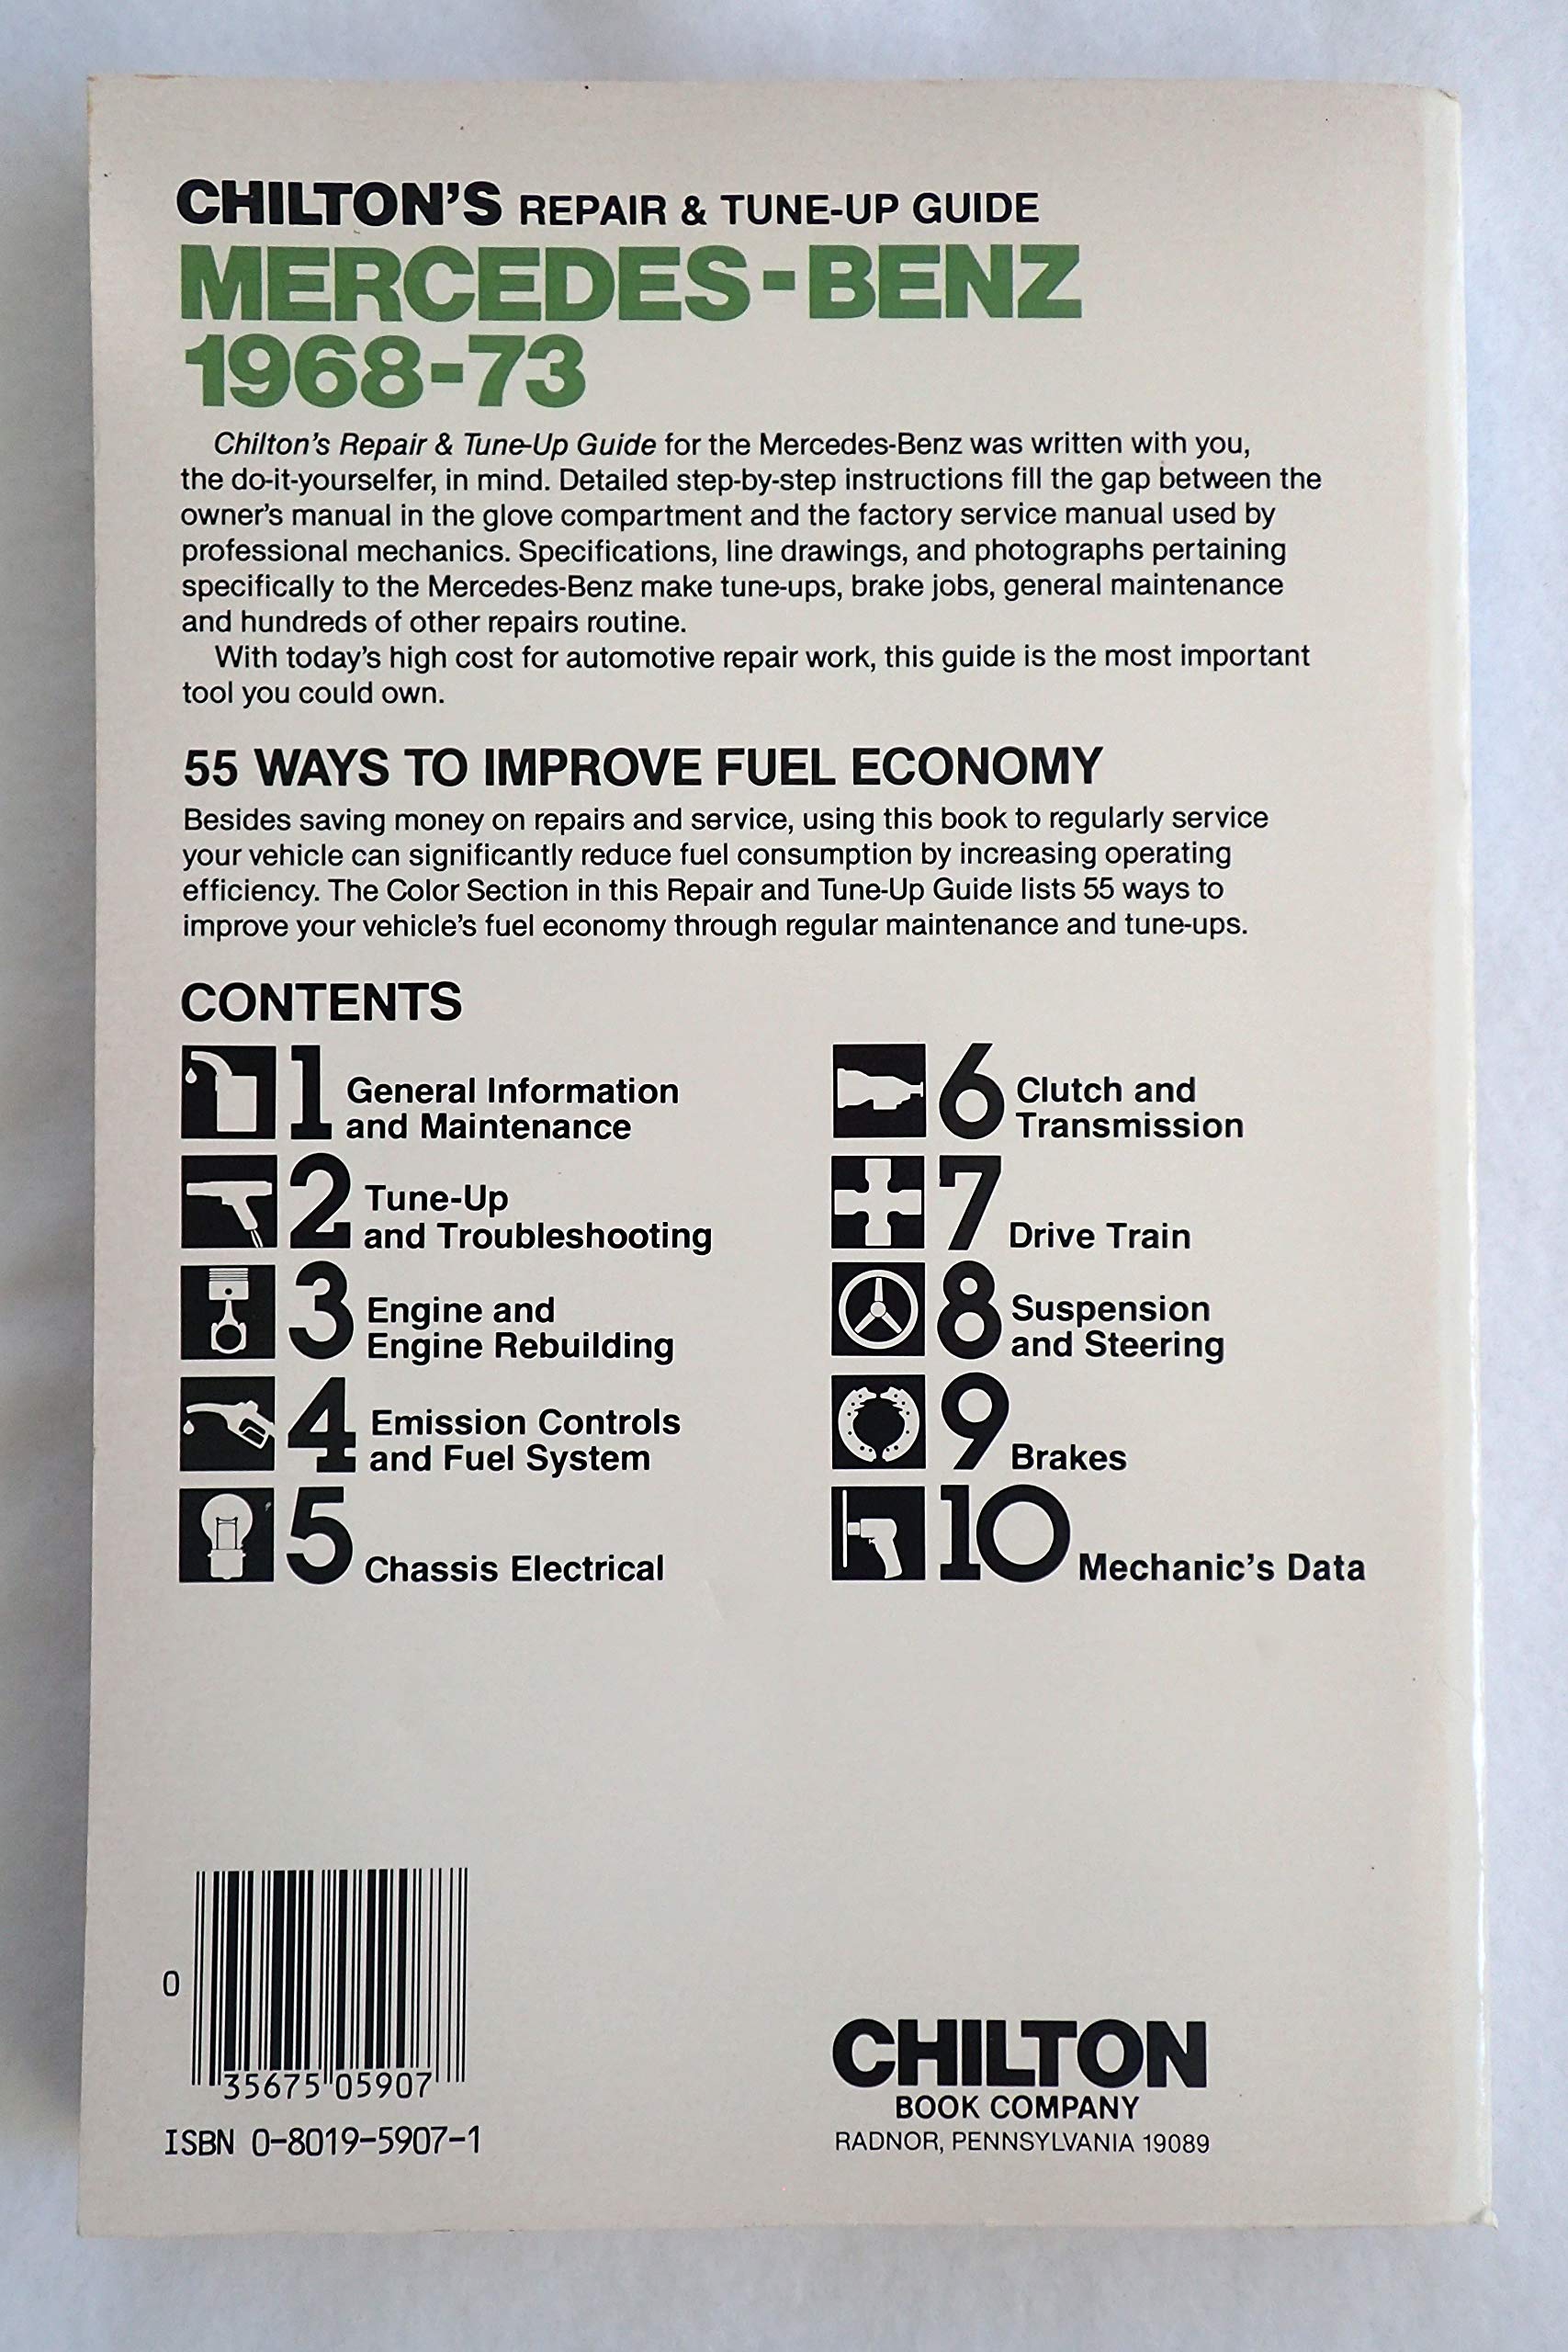 CHILTON'S REPAIR & TUNE-UP GUIDE
MERCEDES-BENZ
1968-73
Chilton's Repair & Tune-Up Guide for the Mercedes-Benz was written with you,
the do-it-yourselfer, in mind. Detailed step-by-step instructions fill the gap between the
owner's manual in the glove compartment and the factory service manual used by
professional mechanics. Specifications, line drawings, and photographs pertaining
specifically to the Mercedes-Benz make tune-ups, brake jobs, general maintenance
and hundreds of other repairs routine.
With today's high cost for automotive repair work, this guide is the most important
tool you could own.
55 WAYS TO IMPROVE FUEL ECONOMY
Besides saving money on repairs and service, using this book to regularly service
your vehicle can significantly reduce fuel consumption by increasing operating
efficiency. The Color Section in this Repair and Tune-Up Guide lists 55 ways to
improve your vehicle's fuel economy through regular maintenance and tune-ups.
CONTENTS
1 General Information
and Maintenance
2 Tune-Up
and Troubleshooting
3 Engine and
Engine Rebuilding
4 Emission Controls
and Fuel System
5 Chassis Electrical
6 Clutch and
Transmission
7 Drive Train
8 Suspension
and Steering
9 Brakes
10 Mechanic's Data
0
35675 05907
ISBN 0-8019-5907-1
CHILTON
BOOK COMPANY
RADNOR, PENNSYLVANIA 19089